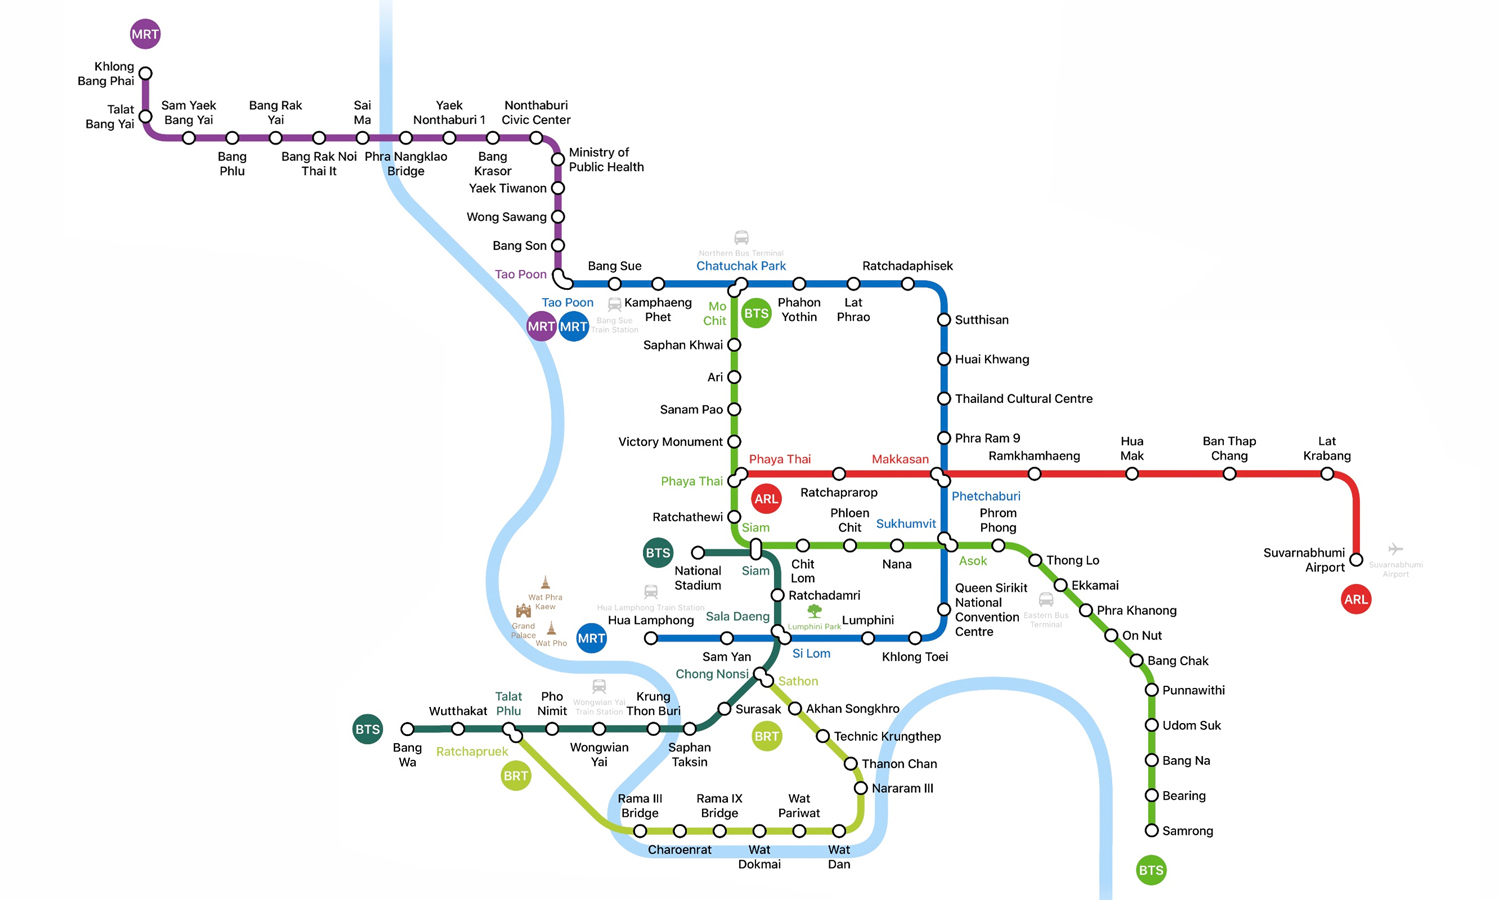 MRT
Khlong
Bang Phai
Talat
Bang Yai
Sam Yaek
Bang Yai
Bang Rak
Yai
Sai
Ma
Yaek
Nonthaburi 1
Nonthaburi
Civic Center
Bang
Phlu
Bang Rak Noi
Tha It
Phra Nangklao
Bridge
Bang
Krasor
Ministry of
Public Health
Yaek Tiwanon
Wong Sawang
Bang Son
Tao Poon
Tao Poon
MRT
MRT
Bang Sue
Bang Sue
Train Station
Kamphaeng
Phet
Northern Bus Terminal
Chatuchak Park
Mo
Chit
BTS
Phahon
Yothin
Lat
Phrao
Ratchadaphisek
Saphan Khwai
Ari
Sanam Pao
Victory Monument
Phaya Thai
Ratchathewi
Sutthisan
Huai Khwang
Thailand Cultural Centre
Phra Ram 9
Phaya Thai
ARL
Ratchaprarop
Makkasan
Phetchaburi
Ramkhamhaeng
Hua
Mak
Ban Thap
Chang
Lat
Krabang
Suvarnabhumi
Airport
Suvarnabhumi
Airport
ARL
BTS
National
Stadium
Siam
Siam
Chit
Lom
Phloen
Chit
Nana
Sukhumvit
Asok
Phrom
Phong
Thong Lo
Ekkamai
Eastern Bus
Terminal
Phra Khanong
On Nut
Bang Chak
Punnawithi
Udom Suk
Bang Na
Bearing
Samrong
BTS
Ratchadamri
Sala Daeng
Lumphini Park
Si Lom
Lumphini
Khlong Toei
Queen Sirikit
National
Convention
Centre
Wat Phra
Kaew
Grand
Palace
Wat Pho
MRT
Hua Lamphong Train Station
Hua Lamphong
Sam Yan
Chong Nonsi
Sathon
Surasak
BRT
Akhan Songkhro
Technic Krungthep
Thanon Chan
Nararam III
BTS
Bang
Wa
Wutthakat
Talat
Phlu
Ratchapruek
BRT
Pho
Nimit
Wongwian Yai
Train Station
Wongwian
Yai
Krung
Thon Buri
Saphan
Taksin
Rama III
Bridge
Charoenrat
Rama IX
Bridge
Wat
Dokmai
Wat
Pariwat
Wat
Dan